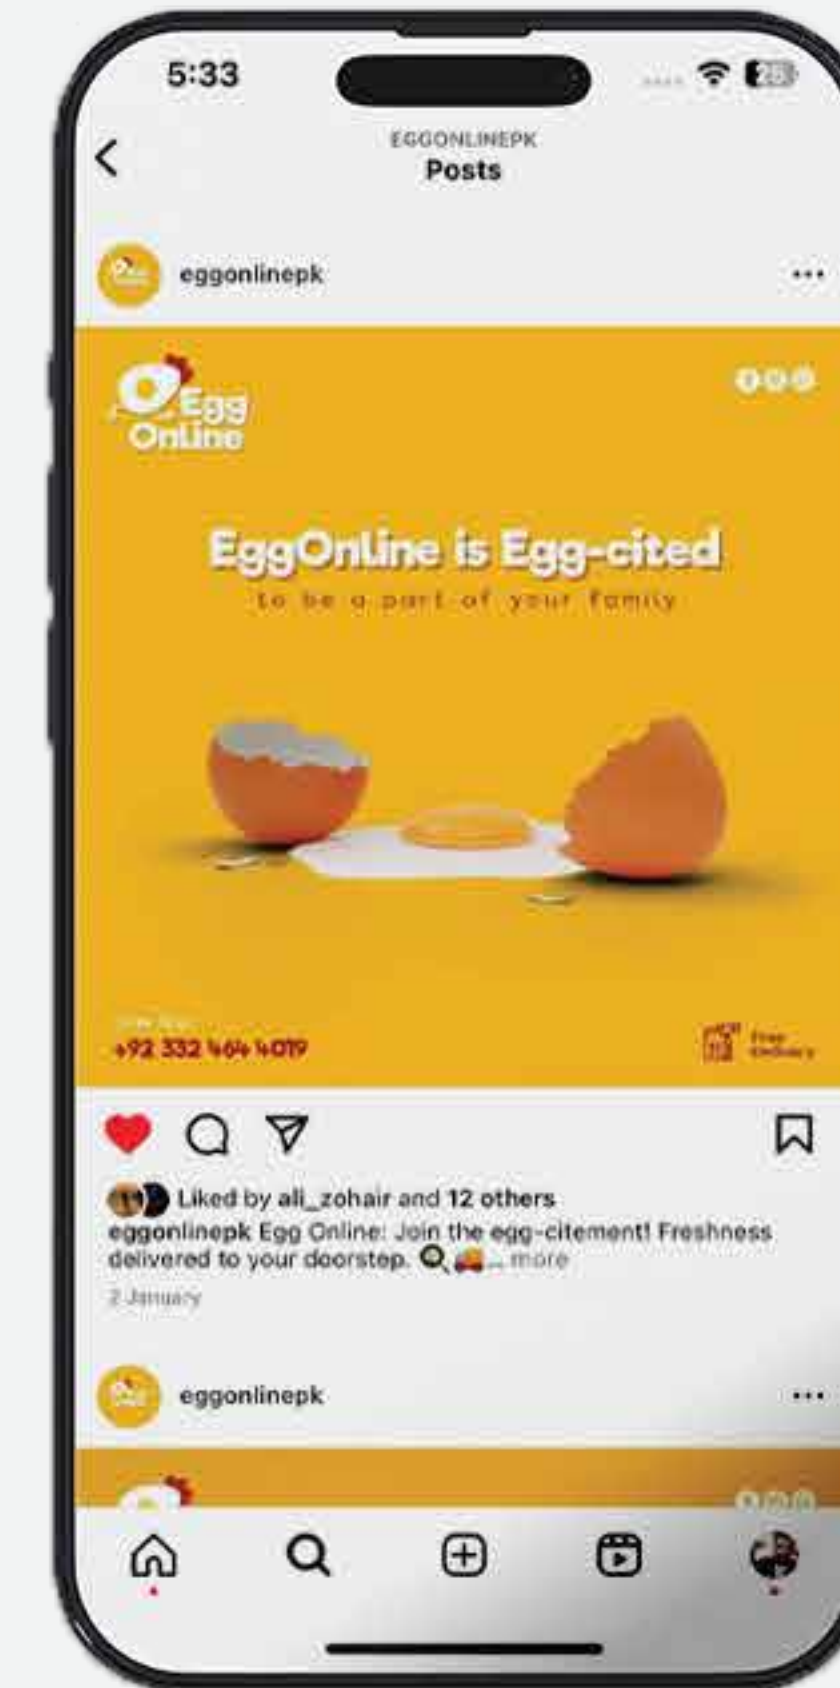 5:33
EGGONLINEPK
Posts
eggonlinepk
Egg
OnLine
EggOnLine is Egg-cited
to be a part of your family
+92 332 464 4019
Free
Delivery
Liked by ali_zohair and 12 others
eggonlinepk Egg Online: Join the egg-citement! Freshness
delivered to your doorstep. 🍳🚚... more
2 January
eggonlinepk